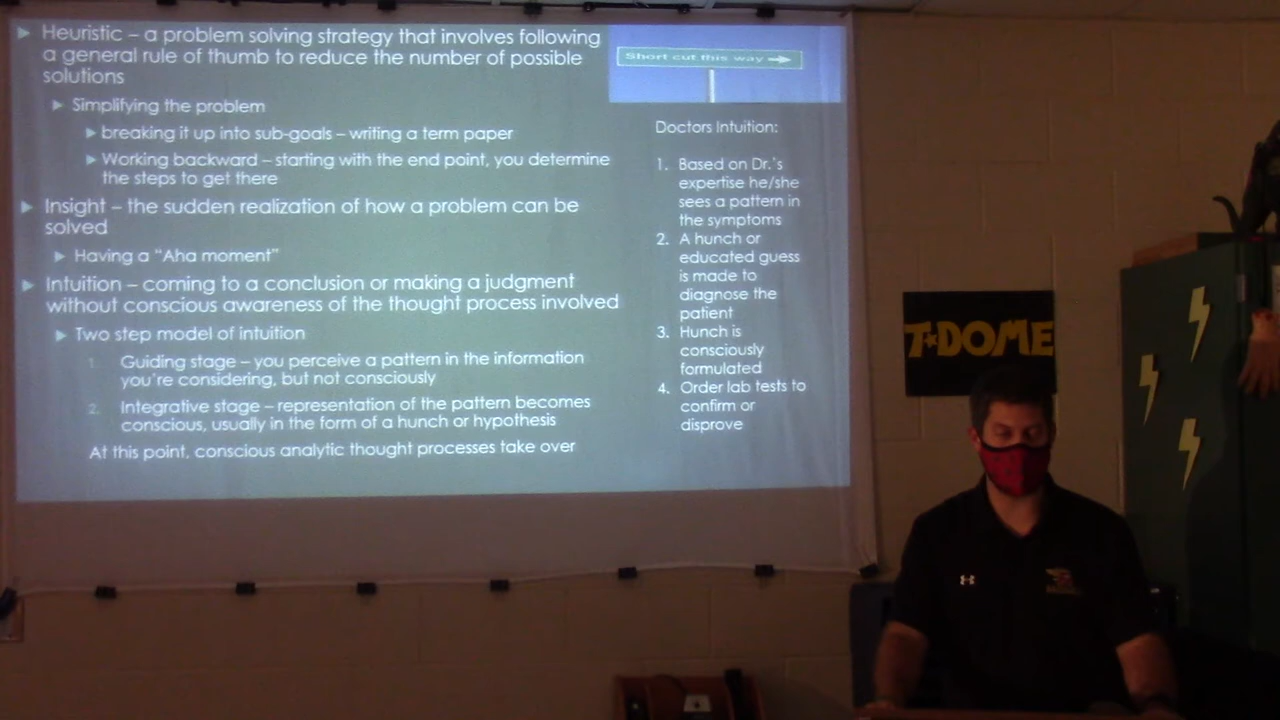 Heuristic – a problem solving strategy that involves following
a general rule of thumb to reduce the number of possible
solutions
Simplifying the problem
breaking it up into sub-goals – writing a term paper
Working backward – starting with the end point, you determine
the steps to get there
Insight – the sudden realization of how a problem can be
solved
Having a “Aha moment”
Intuition – coming to a conclusion or making a judgment
without conscious awareness of the thought process involved
Two step model of intuition
1. Guiding stage – you perceive a pattern in the information
you’re considering, but not consciously
2. Integrative stage – representation of the pattern becomes
conscious, usually in the form of a hunch or hypothesis
At this point, conscious analytic thought processes take over
Short cut this way
Doctors Intuition:
1. Based on Dr.’s
expertise he/she
sees a pattern in
the symptoms
2. A hunch or
educated guess
is made to
diagnose the
patient
3. Hunch is
consciously
formulated
4. Order lab tests to
confirm or
disprove
T★DOME